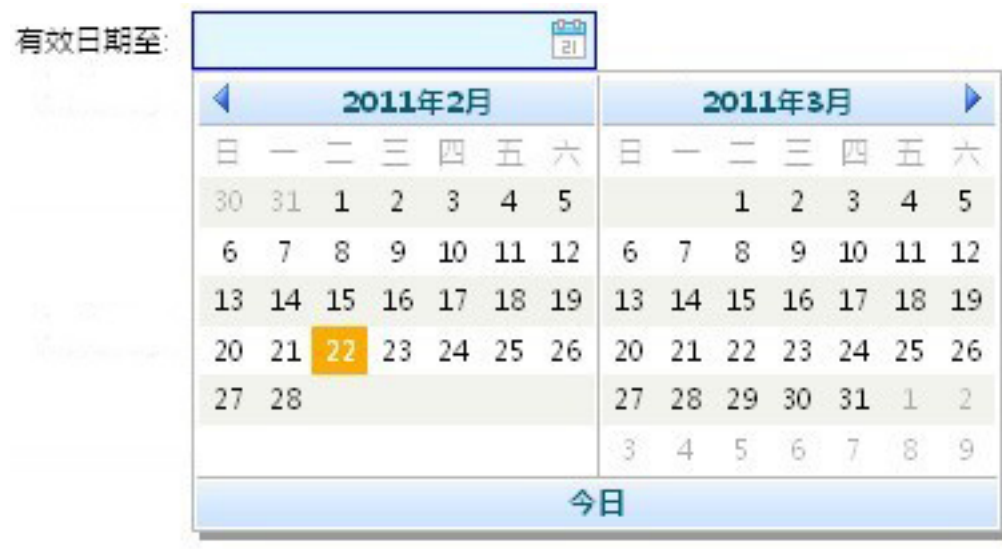 有效日期至:
21
2011年2月 2011年3月
日 一 二 三 四 五 六 日 一 二 三 四 五 六
30 31 1 2 3 4 5 1 2 3 4 5
6 7 8 9 10 11 12 6 7 8 9 10 11 12
13 14 15 16 17 18 19 13 14 15 16 17 18 19
20 21 22 23 24 25 26 20 21 22 23 24 25 26
27 28 27 28 29 30 31 1 2
3 4 5 6 7 8 9
今日